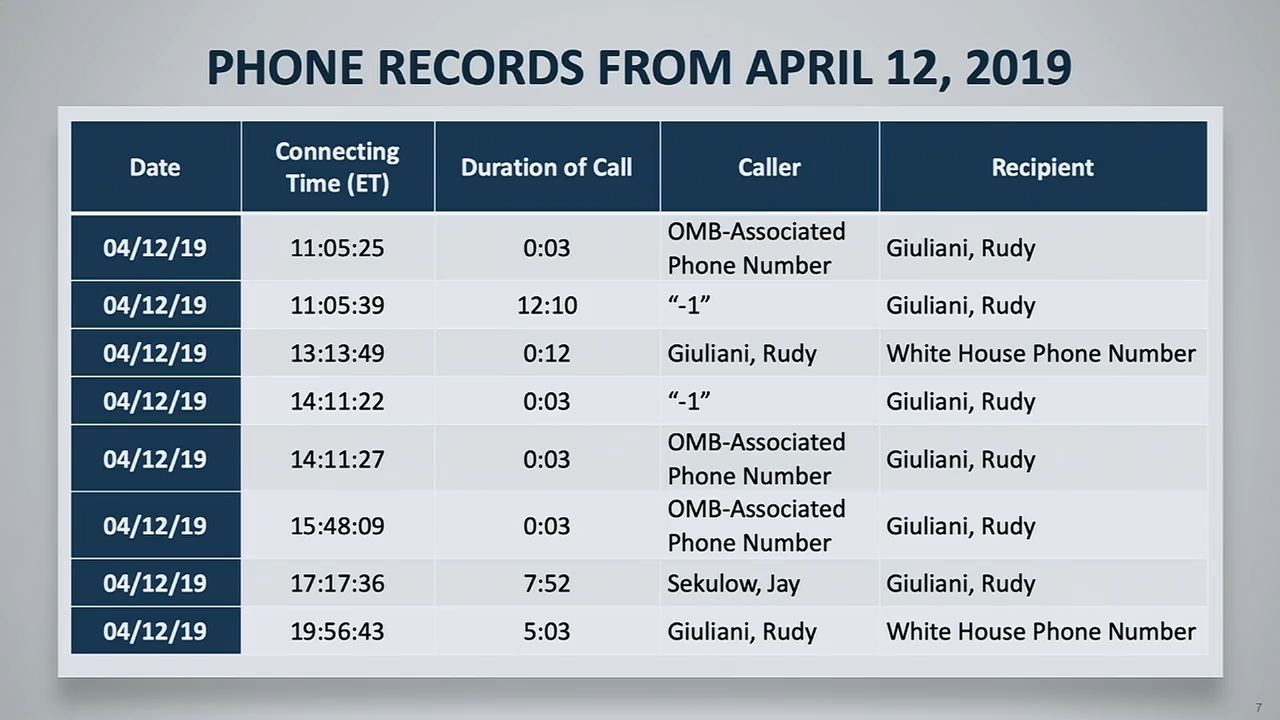 PHONE RECORDS FROM APRIL 12, 2019
Date Connecting Time (ET) Duration of Call Caller Recipient
04/12/19 11:05:25 0:03 OMB-Associated Phone Number Giuliani, Rudy
04/12/19 11:05:39 12:10 “-1” Giuliani, Rudy
04/12/19 13:13:49 0:12 Giuliani, Rudy White House Phone Number
04/12/19 14:11:22 0:03 “-1” Giuliani, Rudy
04/12/19 14:11:27 0:03 OMB-Associated Phone Number Giuliani, Rudy
04/12/19 15:48:09 0:03 OMB-Associated Phone Number Giuliani, Rudy
04/12/19 17:17:36 7:52 Sekulow, Jay Giuliani, Rudy
04/12/19 19:56:43 5:03 Giuliani, Rudy White House Phone Number
7